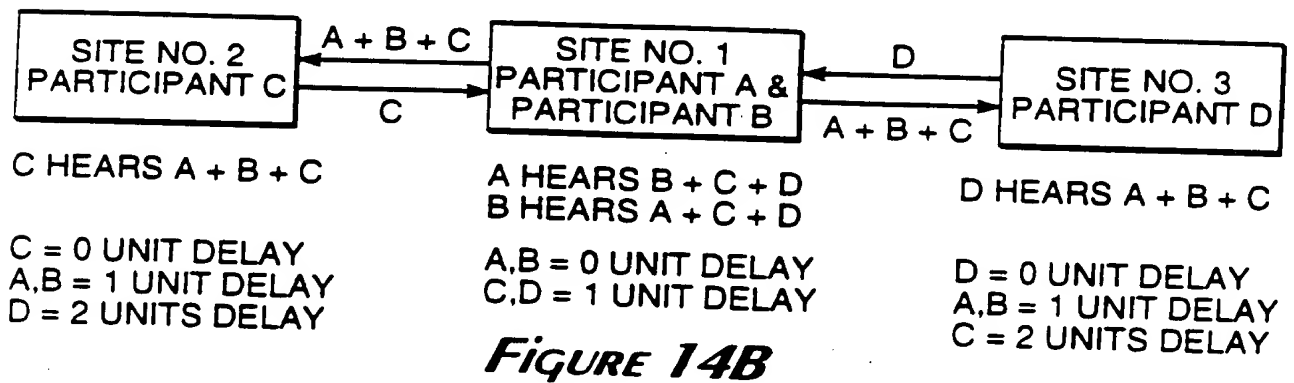 SITE NO. 2
PARTICIPANT C
A + B + C
C
SITE NO. 1
PARTICIPANT A &
PARTICIPANT B
D
A + B + C
SITE NO. 3
PARTICIPANT D
C HEARS A + B + C
C = 0 UNIT DELAY
A,B = 1 UNIT DELAY
D = 2 UNITS DELAY
A HEARS B + C + D
B HEARS A + C + D
A,B = 0 UNIT DELAY
C,D = 1 UNIT DELAY
D HEARS A + B + C
D = 0 UNIT DELAY
A,B = 1 UNIT DELAY
C = 2 UNITS DELAY
FIGURE 14B